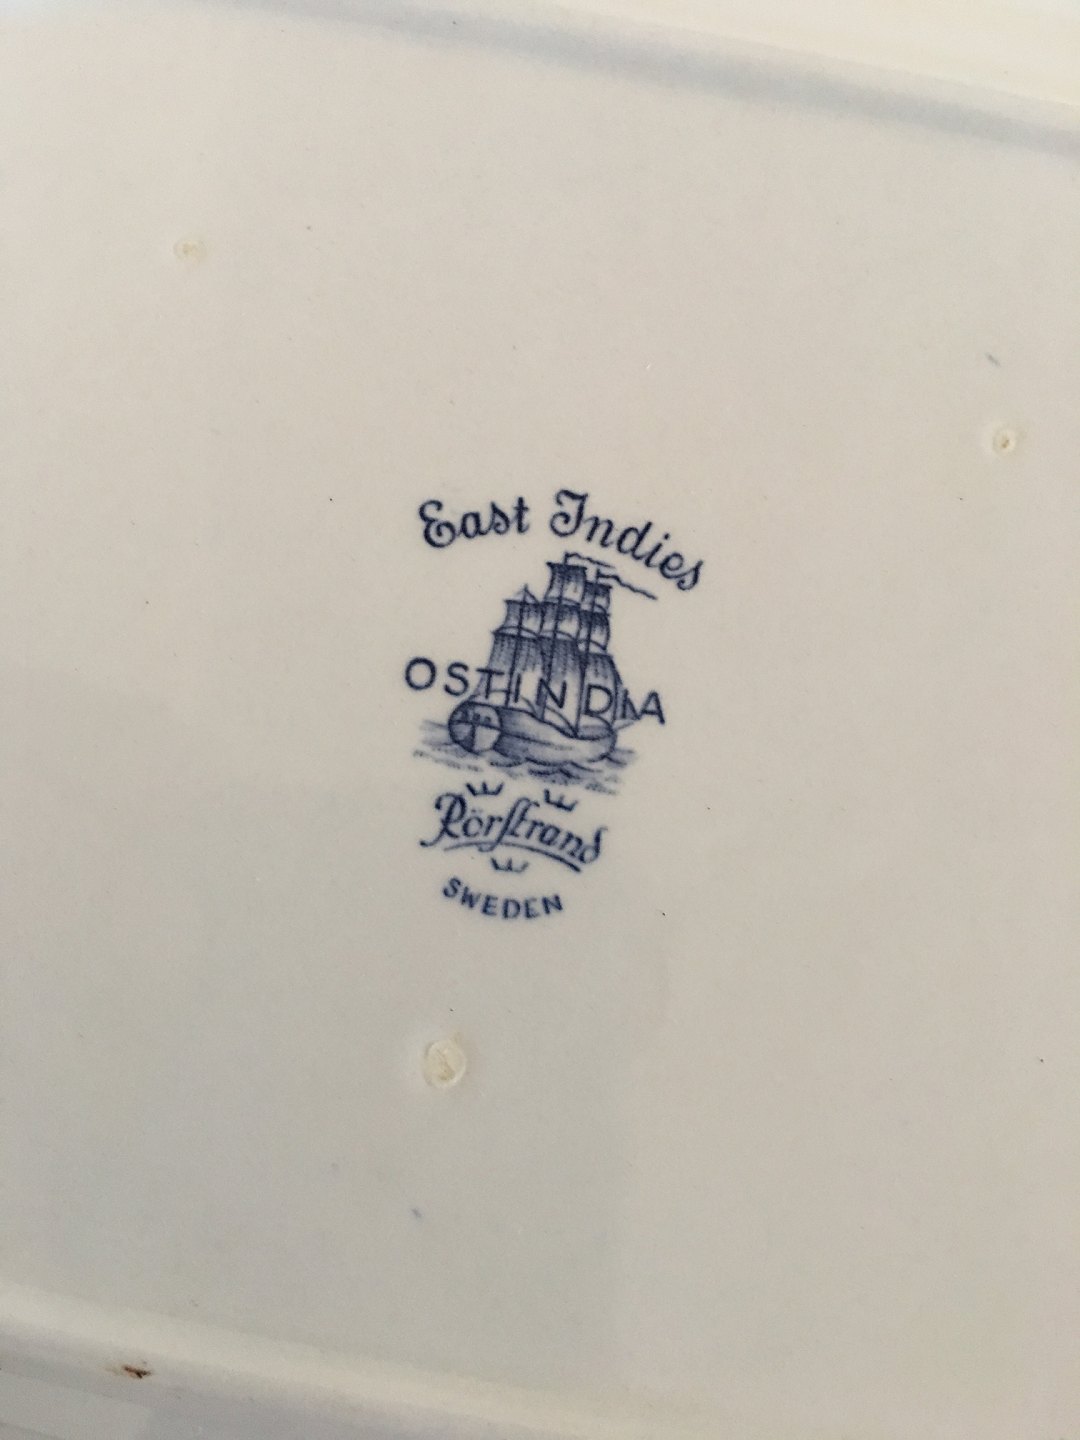 East Indies
OSTINDIA
Rörstrand
SWEDEN